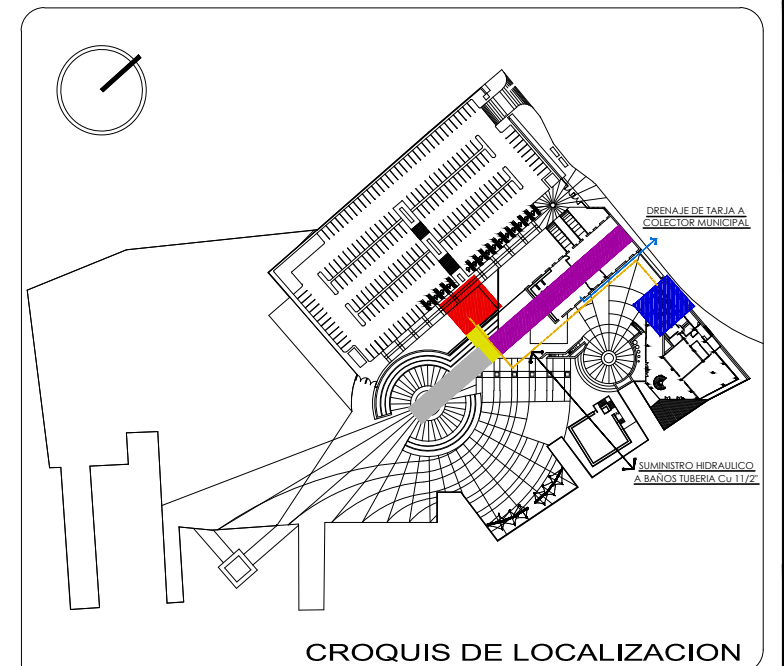 DRENAJE DE TARJA A
COLECTOR MUNICIPAL
SUMINISTRO HIDRAULICO
A BAÑOS TUBERIA Cu 11/2"
CROQUIS DE LOCALIZACION